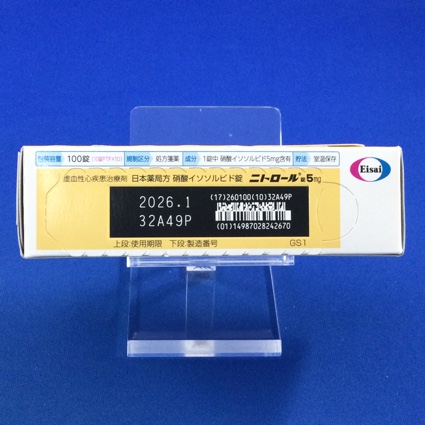 包装容量 100錠(10錠PTP×10) 規制区分 処方箋薬 成分 1錠中 硝酸イソソルビド5mg含有 貯法 室温保存
Eisai
虚血性心疾患治療剤 日本薬局方 硝酸イソソルビド錠 ニトロール®錠5mg
2026.1
32A49P
(17)260100(10)32A49P
(01)14987028242670
上段:使用期限 下段:製造番号
GS1